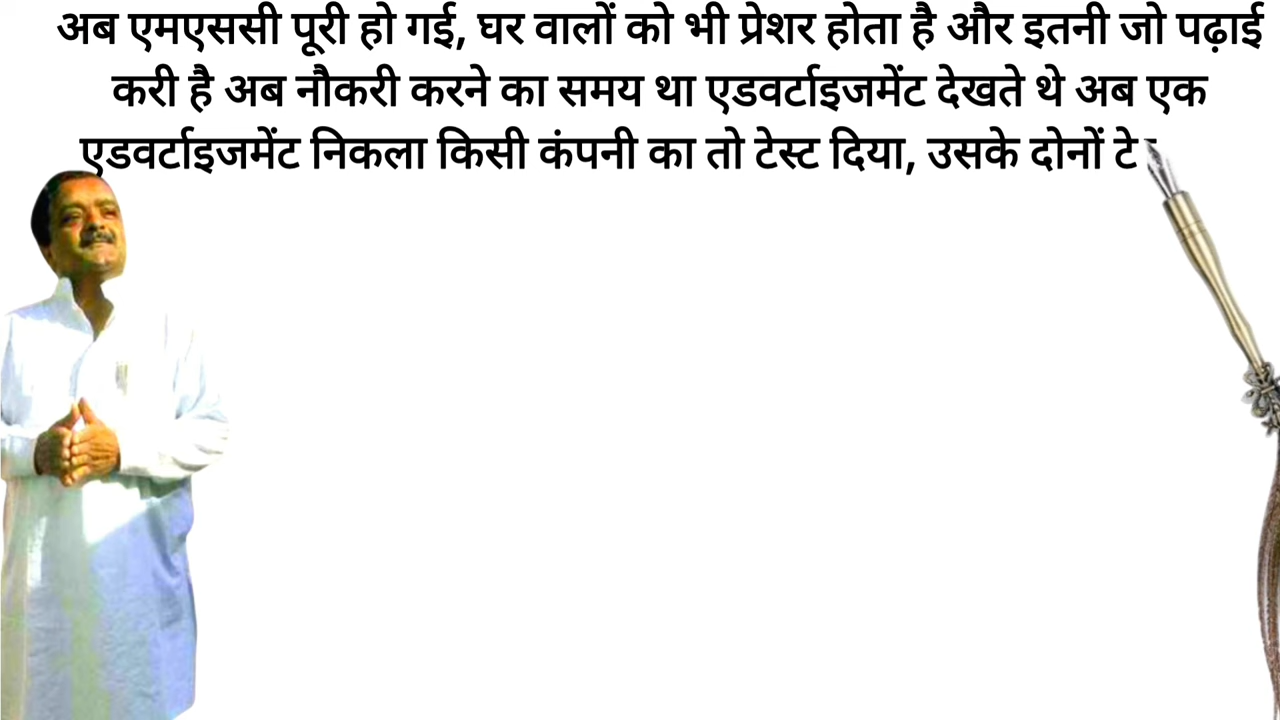 अब एमएससी पूरी हो गई, घर वालों को भी प्रेशर होता है और इतनी जो पढ़ाई
करी है अब नौकरी करने का समय था एडवर्टाइजमेंट देखते थे अब एक
एडवर्टाइजमेंट निकला किसी कंपनी का तो टेस्ट दिया, उसके दोनों